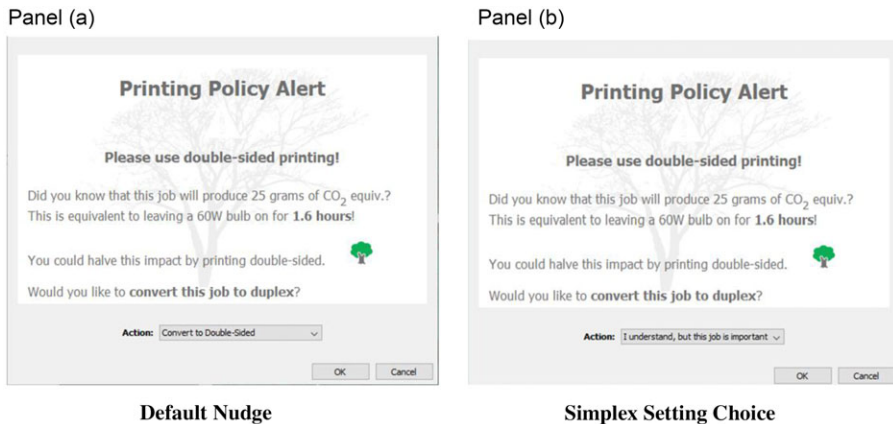 Panel (a)
Printing Policy Alert
Please use double-sided printing!
Did you know that this job will produce 25 grams of CO2 equiv.?
This is equivalent to leaving a 60W bulb on for 1.6 hours!
You could halve this impact by printing double-sided.
Would you like to convert this job to duplex?
Action: Convert to Double-Sided
OK Cancel
Default Nudge
Panel (b)
Printing Policy Alert
Please use double-sided printing!
Did you know that this job will produce 25 grams of CO2 equiv.?
This is equivalent to leaving a 60W bulb on for 1.6 hours!
You could halve this impact by printing double-sided.
Would you like to convert this job to duplex?
Action: I understand, but this job is important
OK Cancel
Simplex Setting Choice